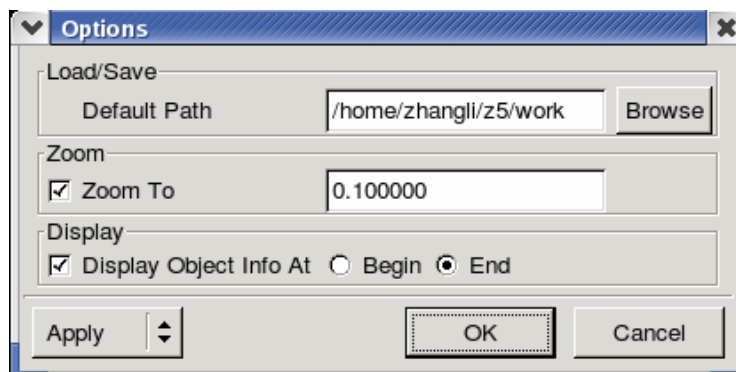 Options
Load/Save
Default Path /home/zhangli/z5/work Browse
Zoom
Zoom To 0.100000
Display
Display Object Info At Begin End
Apply OK Cancel